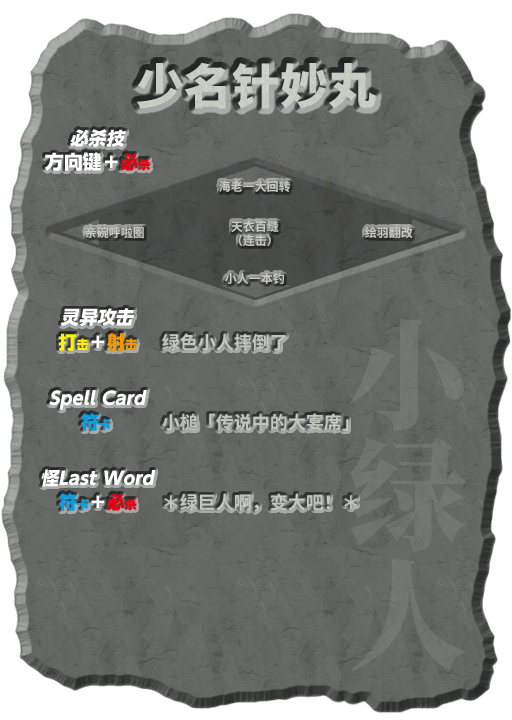 少名针妙丸
必杀技
方向键＋必杀
海老一大回转
亲碗呼啦圈
天衣百缝
（连击）
绘羽翻改
小人一本钓
灵异攻击
打击＋射击
绿色小人摔倒了
Spell Card
符卡
小槌「传说中的大宴席」
怪Last Word
符卡＋必杀
＊绿巨人啊，变大吧！＊
小绿人